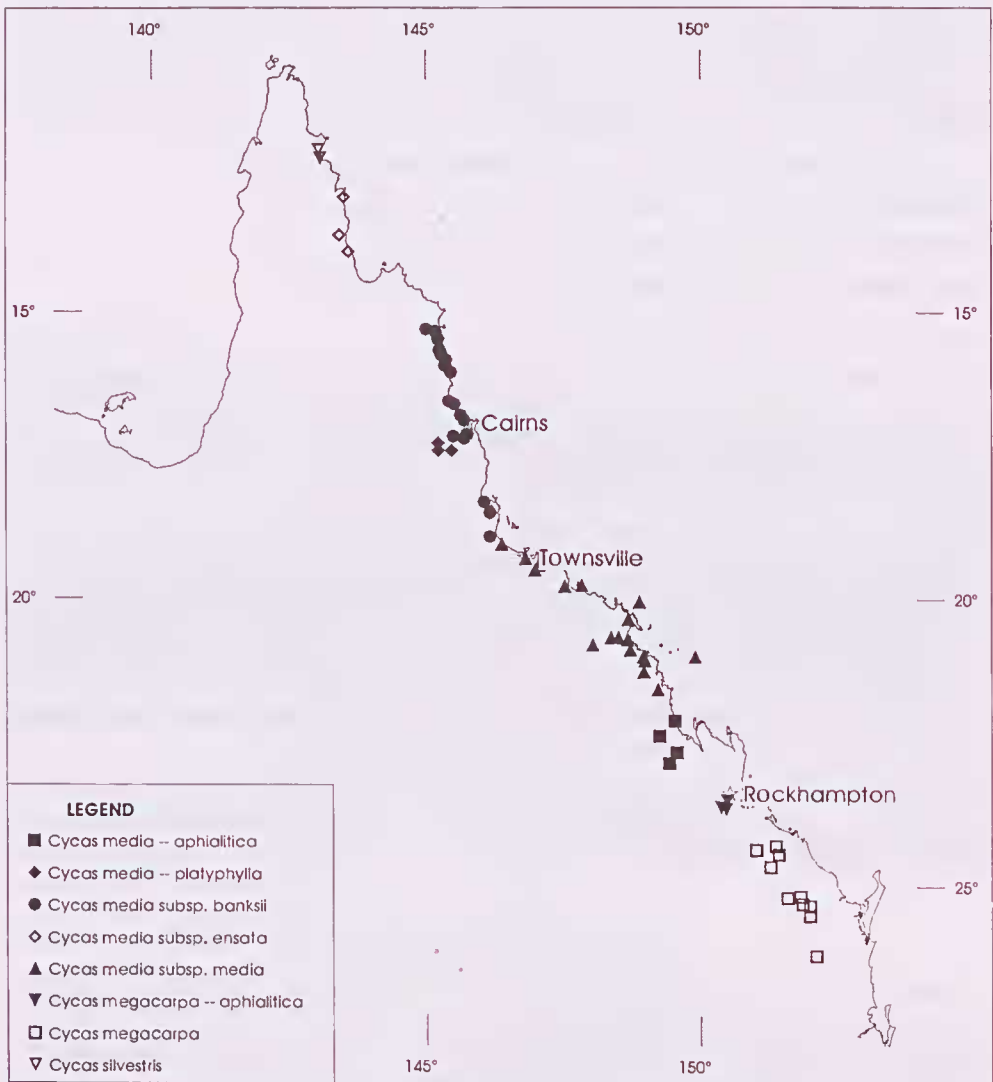 140° 145° 150°
15° 15°
Cairns
Townsville
20° 20°
Rockhampton
25°
LEGEND
Cycas media -- aphialitica
Cycas media -- platyphylla
Cycas media subsp. banksii
Cycas media subsp. ensata
Cycas media subsp. media
Cycas megacarpa -- aphialitica
Cycas megacarpa
Cycas silvestris
145° 150°